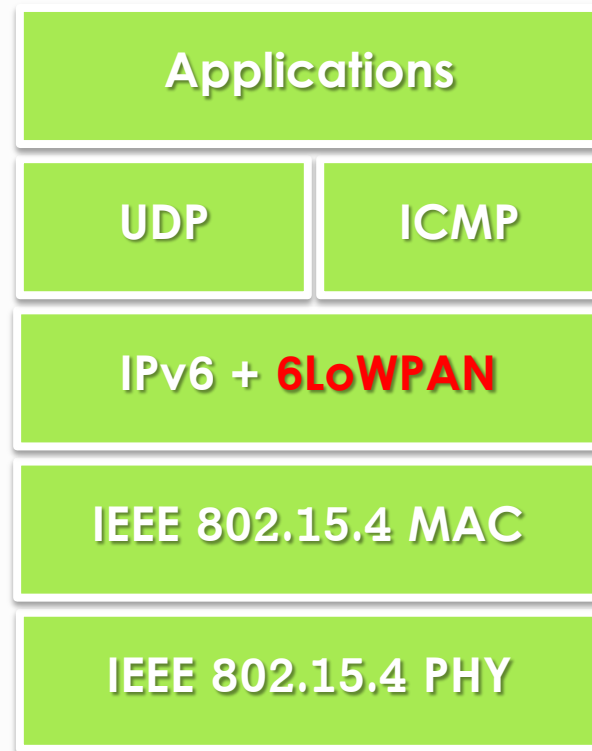 Applications
UDP ICMP
IPv6 + 6LoWPAN
IEEE 802.15.4 MAC
IEEE 802.15.4 PHY